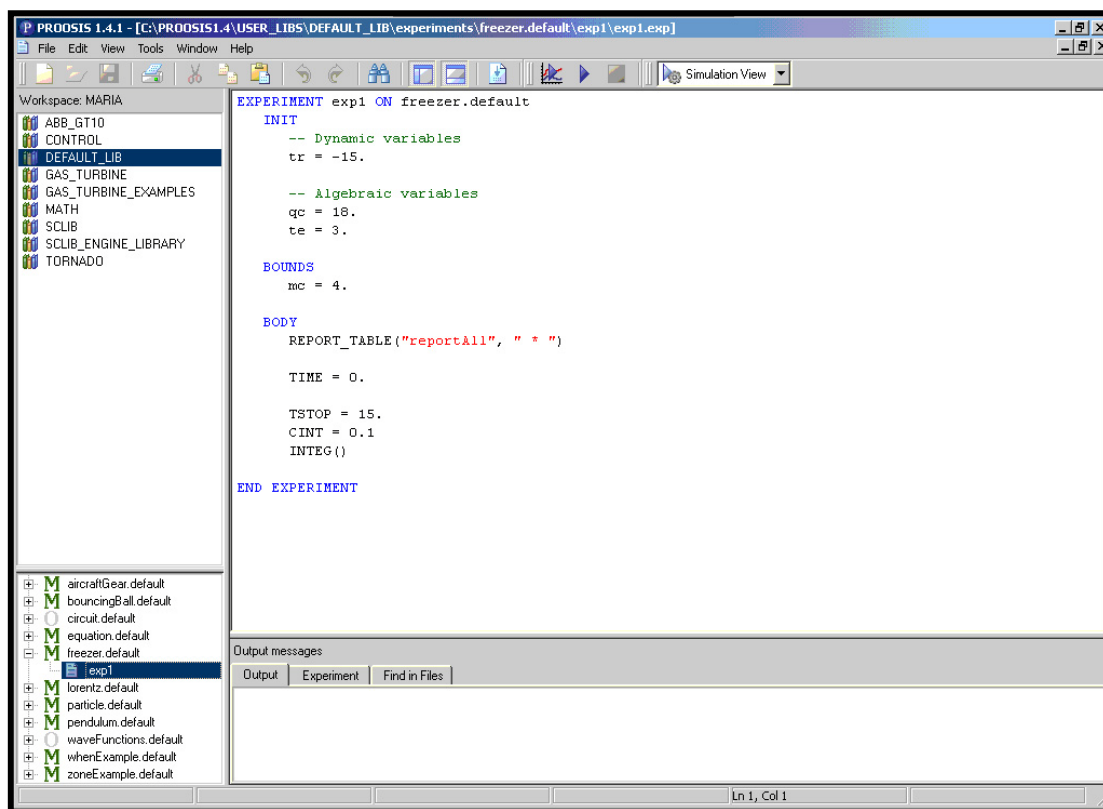 PROOSIS 1.4.1 - [C:\PROOSIS1.4\USER_LIBS\DEFAULT_LIB\experiments\freezer.default\exp1\exp1.exp]
File Edit View Tools Window Help
Simulation View
Workspace: MARIA
ABB_GT10
CONTROL
DEFAULT_LIB
GAS_TURBINE
GAS_TURBINE_EXAMPLES
MATH
SCLIB
SCLIB_ENGINE_LIBRARY
TORNADO
aircraftGear.default
bouncingBall.default
circuit.default
equation.default
freezer.default
exp1
lorentz.default
particle.default
pendulum.default
waveFunctions.default
whenExample.default
zoneExample.default
EXPERIMENT exp1 ON freezer.default
INIT
-- Dynamic variables
tr = -15.
-- Algebraic variables
qc = 18.
te = 3.
BOUNDS
mc = 4.
BODY
REPORT_TABLE("reportAll", " * ")
TIME = 0.
TSTOP = 15.
CINT = 0.1
INTEG()
END EXPERIMENT
Output messages
Output Experiment Find in Files
Ln 1, Col 1